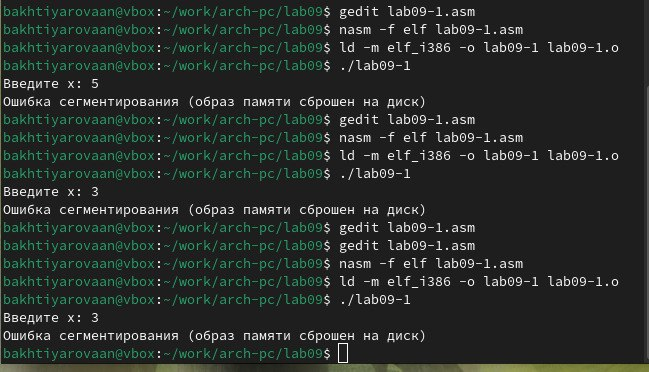 bakhtiyarovaan@vbox:~/work/arch-pc/lab09$ gedit lab09-1.asm
bakhtiyarovaan@vbox:~/work/arch-pc/lab09$ nasm -f elf lab09-1.asm
bakhtiyarovaan@vbox:~/work/arch-pc/lab09$ ld -m elf_i386 -o lab09-1 lab09-1.o
bakhtiyarovaan@vbox:~/work/arch-pc/lab09$ ./lab09-1
Введите x: 5
Ошибка сегментирования (образ памяти сброшен на диск)
bakhtiyarovaan@vbox:~/work/arch-pc/lab09$ gedit lab09-1.asm
bakhtiyarovaan@vbox:~/work/arch-pc/lab09$ nasm -f elf lab09-1.asm
bakhtiyarovaan@vbox:~/work/arch-pc/lab09$ ld -m elf_i386 -o lab09-1 lab09-1.o
bakhtiyarovaan@vbox:~/work/arch-pc/lab09$ ./lab09-1
Введите x: 3
Ошибка сегментирования (образ памяти сброшен на диск)
bakhtiyarovaan@vbox:~/work/arch-pc/lab09$ gedit lab09-1.asm
bakhtiyarovaan@vbox:~/work/arch-pc/lab09$ gedit lab09-1.asm
bakhtiyarovaan@vbox:~/work/arch-pc/lab09$ nasm -f elf lab09-1.asm
bakhtiyarovaan@vbox:~/work/arch-pc/lab09$ ld -m elf_i386 -o lab09-1 lab09-1.o
bakhtiyarovaan@vbox:~/work/arch-pc/lab09$ ./lab09-1
Введите x: 3
Ошибка сегментирования (образ памяти сброшен на диск)
bakhtiyarovaan@vbox:~/work/arch-pc/lab09$